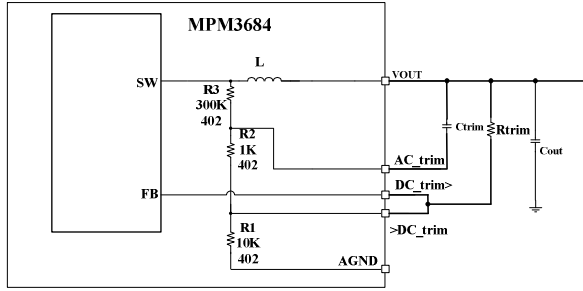 MPM3684
L
SW
VOUT
R3
300K
402
Ctrim
Rtrim
Cout
R2
1K
402
AC_trim
DC_trim>
FB
>DC_trim
R1
10K
402
AGND